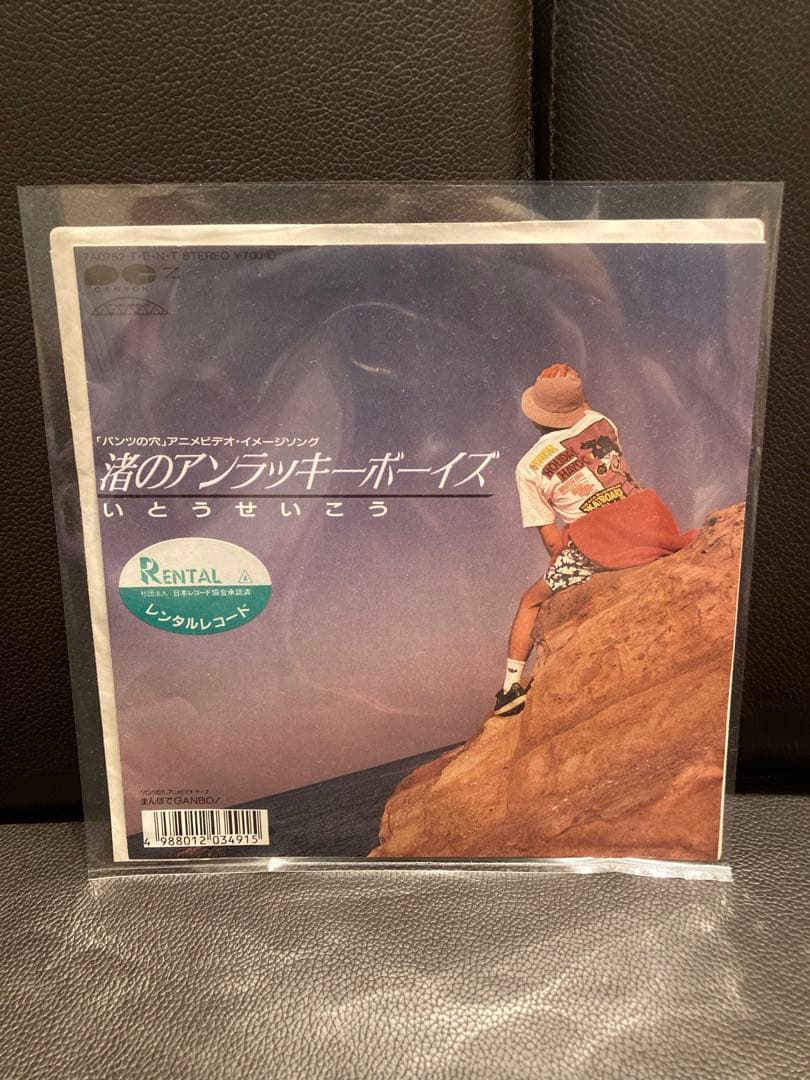 7A0752 T・E・N・T STEREO ¥700
CANYON
「パンツの穴」アニメビデオ・イメージソング
渚のアンラッキーボーイズ
いとうせいこう
RENTAL
社団法人 日本レコード協会承認済
レンタルレコード
「パンツの穴」アニメビデオ・テーマ
まんぼでGANBO!
4 988012 034915
HOLIDAY
SKATBOARD